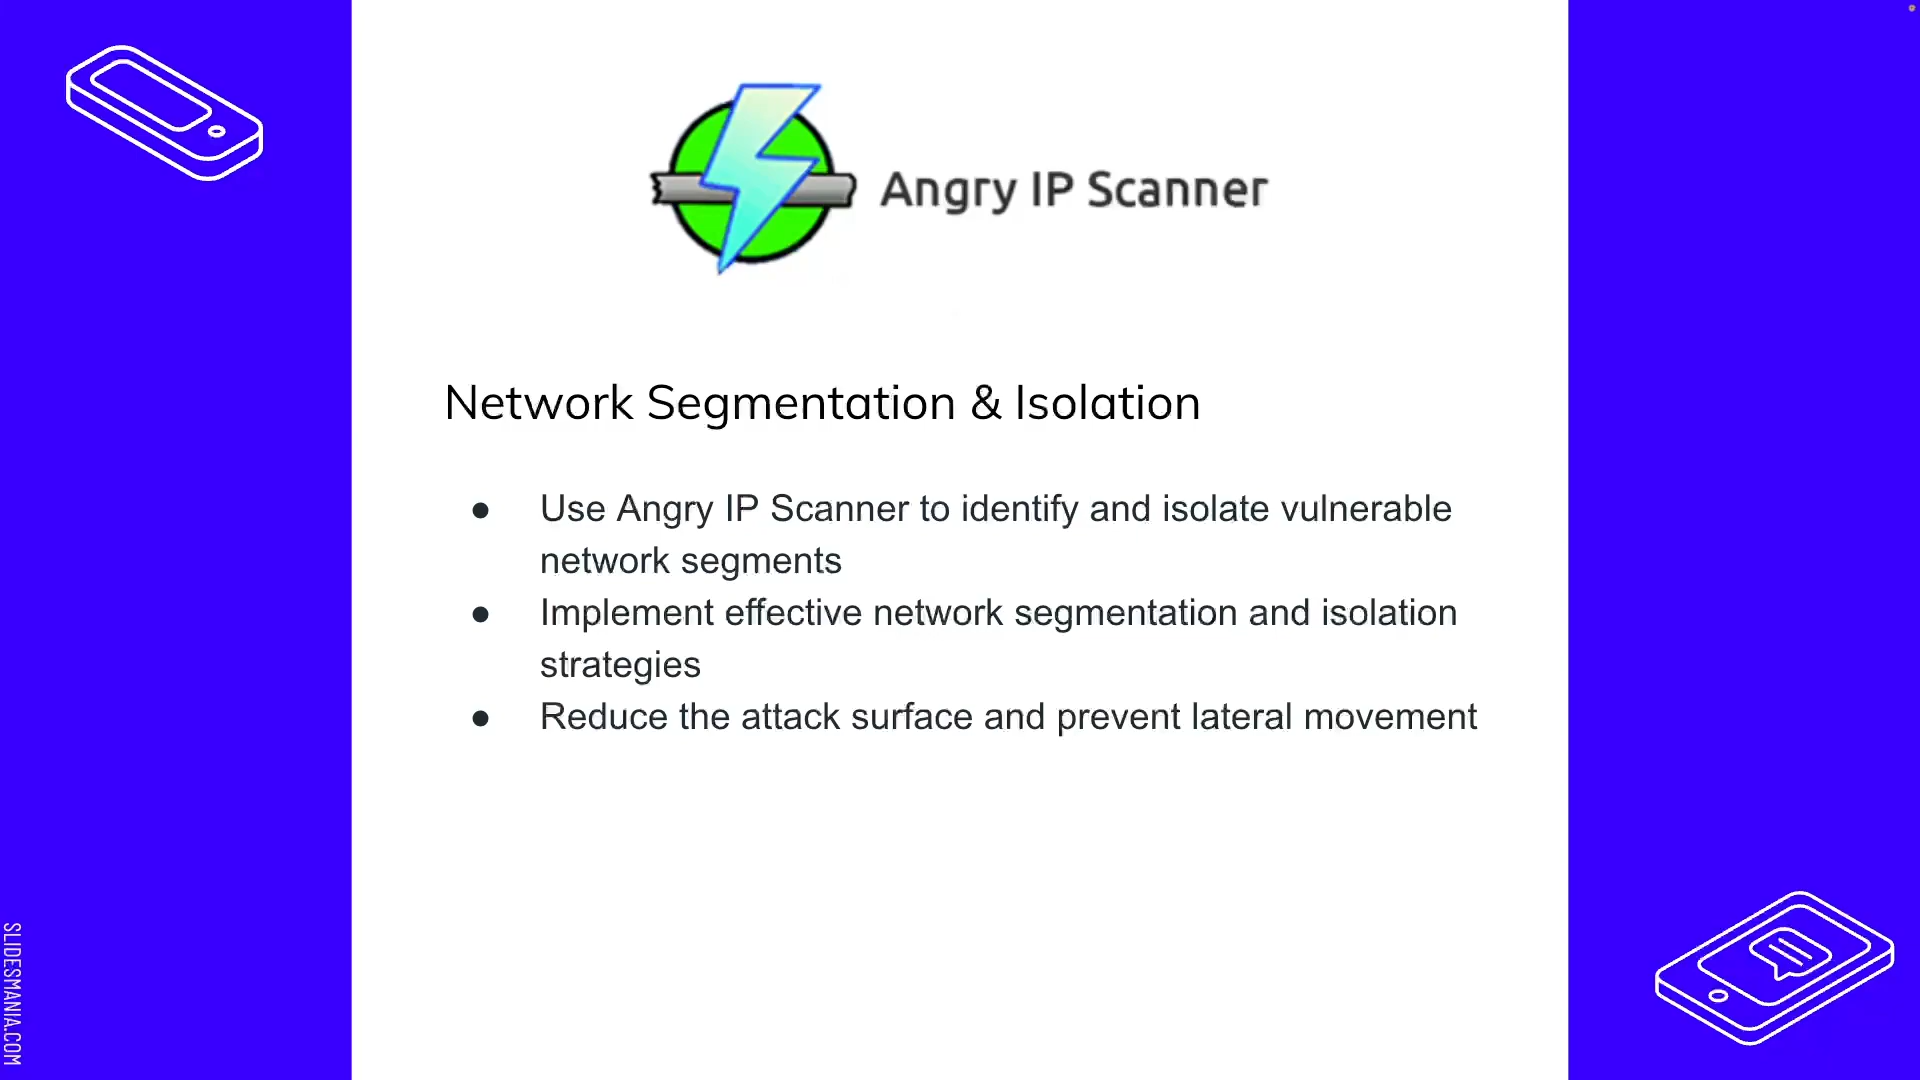 Angry IP Scanner
Network Segmentation & Isolation
● Use Angry IP Scanner to identify and isolate vulnerable
network segments
● Implement effective network segmentation and isolation
strategies
● Reduce the attack surface and prevent lateral movement
SLIDESMANIA.COM